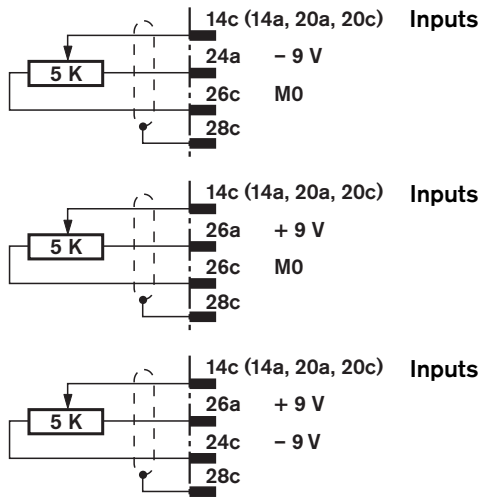 14c (14a, 20a, 20c) Inputs
24a − 9 V
5 K
26c M0
28c
14c (14a, 20a, 20c) Inputs
26a + 9 V
5 K
26c M0
28c
14c (14a, 20a, 20c) Inputs
26a + 9 V
5 K
24c − 9 V
28c